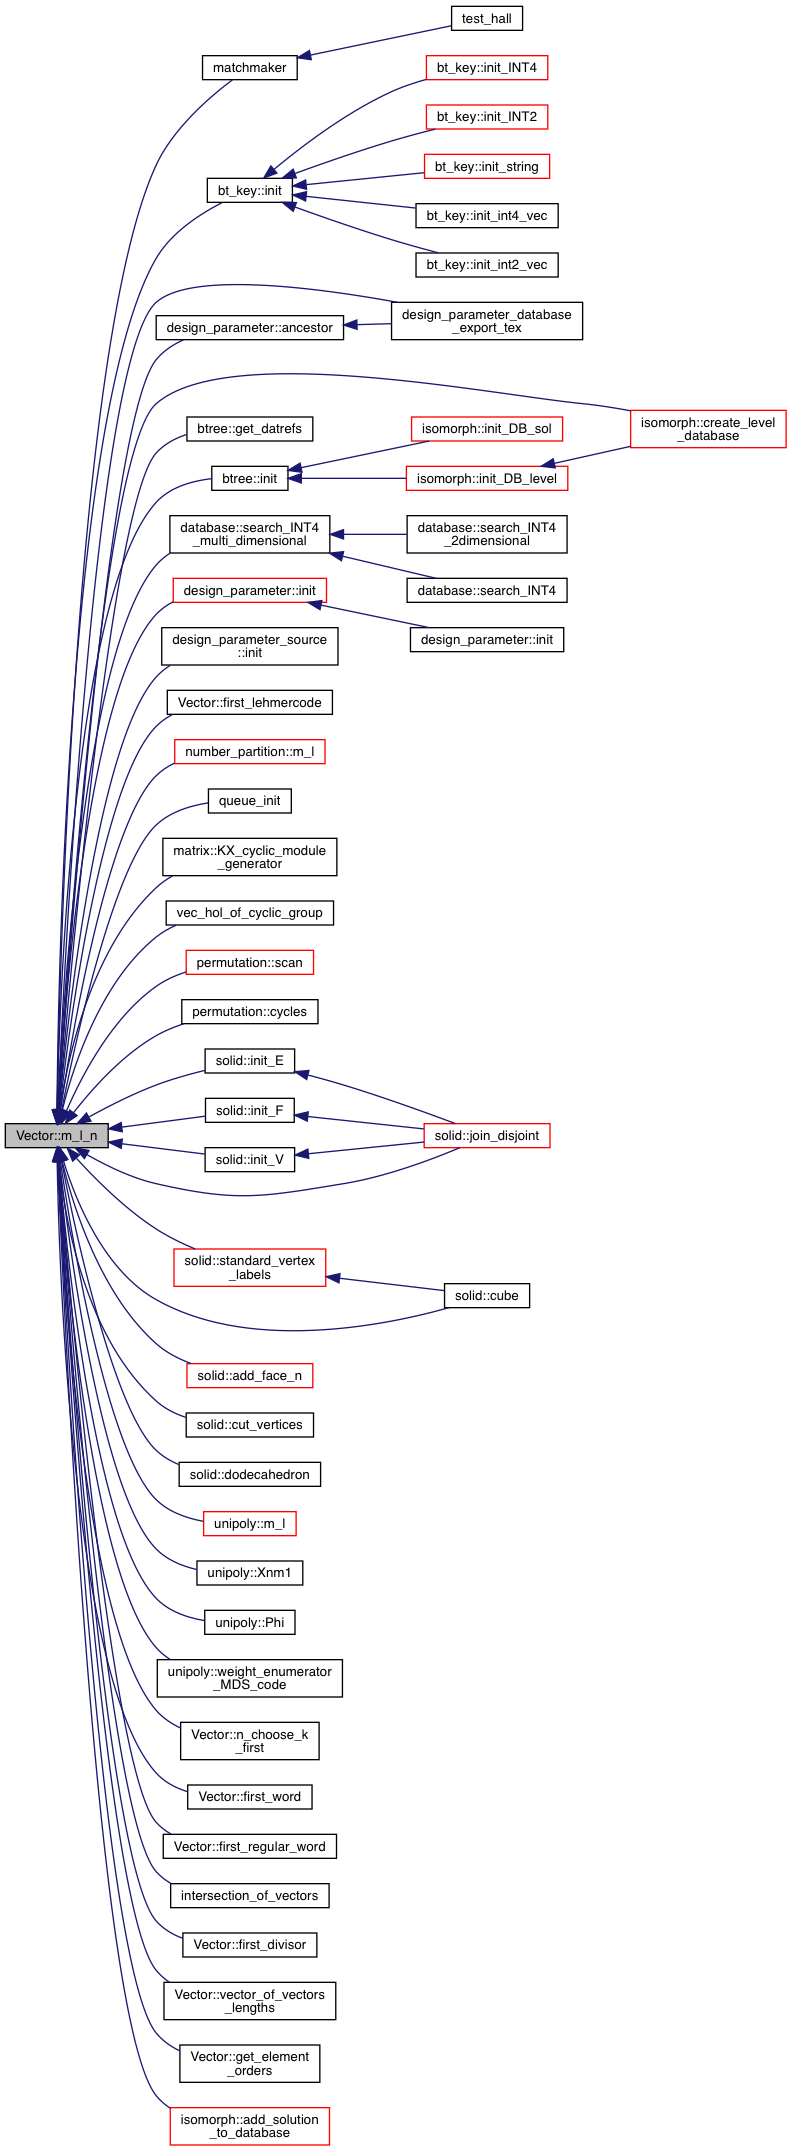 test_hall
matchmaker
bt_key::init_INT4
bt_key::init_INT2
bt_key::init_string
bt_key::init
bt_key::init_int4_vec
bt_key::init_int2_vec
design_parameter_database
_export_tex
design_parameter::ancestor
isomorph::create_level
_database
btree::get_datrefs
isomorph::init_DB_sol
btree::init
isomorph::init_DB_level
database::search_INT4
_multi_dimensional
database::search_INT4
_2dimensional
design_parameter::init
database::search_INT4
design_parameter_source
::init
design_parameter::init
Vector::first_lehmercode
number_partition::m_l
queue_init
matrix::KX_cyclic_module
_generator
vec_hol_of_cyclic_group
permutation::scan
permutation::cycles
solid::init_E
solid::init_F
Vector::m_l_n
solid::join_disjoint
solid::init_V
solid::standard_vertex
_labels
solid::cube
solid::add_face_n
solid::cut_vertices
solid::dodecahedron
unipoly::m_l
unipoly::Xnm1
unipoly::Phi
unipoly::weight_enumerator
_MDS_code
Vector::n_choose_k
_first
Vector::first_word
Vector::first_regular_word
intersection_of_vectors
Vector::first_divisor
Vector::vector_of_vectors
_lengths
Vector::get_element
_orders
isomorph::add_solution
_to_database